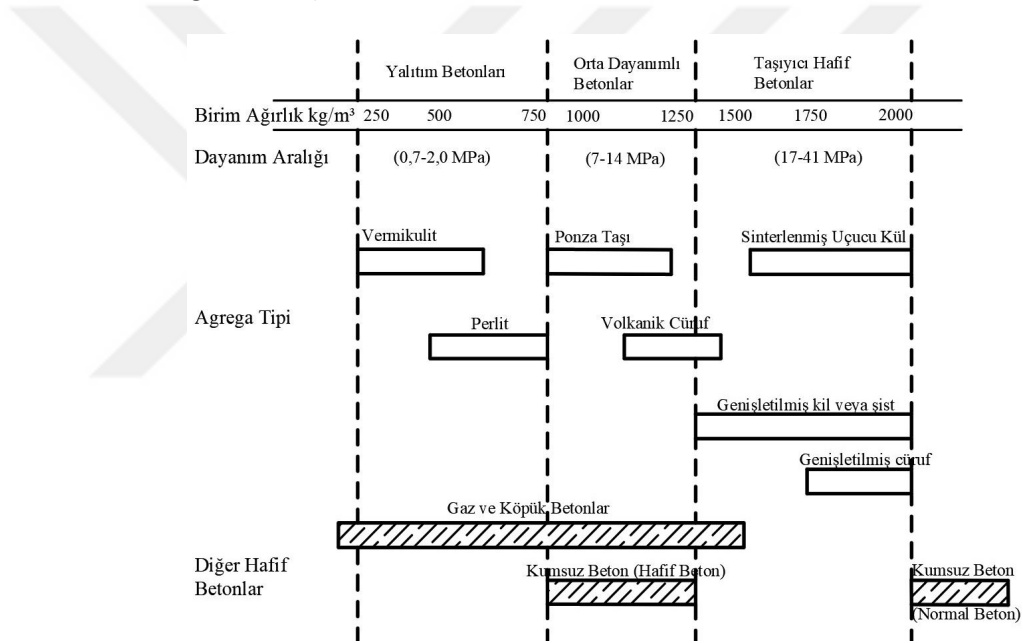 Yalıtım Betonları
Orta Dayanımlı
Betonlar
Taşıyıcı Hafif
Betonlar
Birim Ağırlık kg/m³ 250 500 750 1000 1250 1500 1750 2000
Dayanım Aralığı (0,7-2,0 MPa) (7-14 MPa) (17-41 MPa)
Vermikulit Ponza Taşı Sinterlenmiş Uçucu Kül
Agrega Tipi
Perlit Volkanik Cüruf
Genişletilmiş kil veya şist
Genişletilmiş cüruf
Gaz ve Köpük Betonlar
Diğer Hafif
Betonlar
Kumsuz Beton (Hafif Beton)
Kumsuz Beton
(Normal Beton)